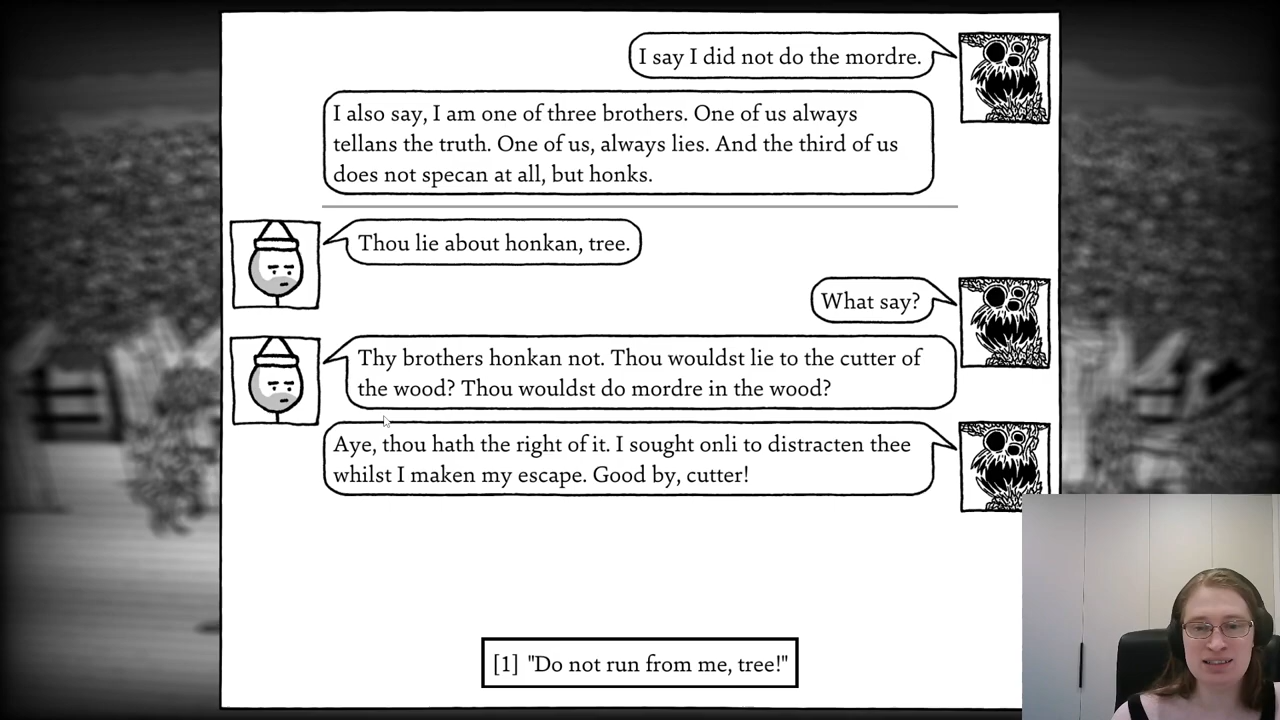 I say I did not do the mordre.
I also say, I am one of three brothers. One of us always
tellans the truth. One of us, always lies. And the third of us
does not specan at all, but honks.
Thou lie about honkan, tree.
What say?
Thy brothers honkan not. Thou wouldst lie to the cutter of
the wood? Thou wouldst do mordre in the wood?
Aye, thou hath the right of it. I sought onli to distracten thee
whilst I maken my escape. Good by, cutter!
[1] "Do not run from me, tree!"